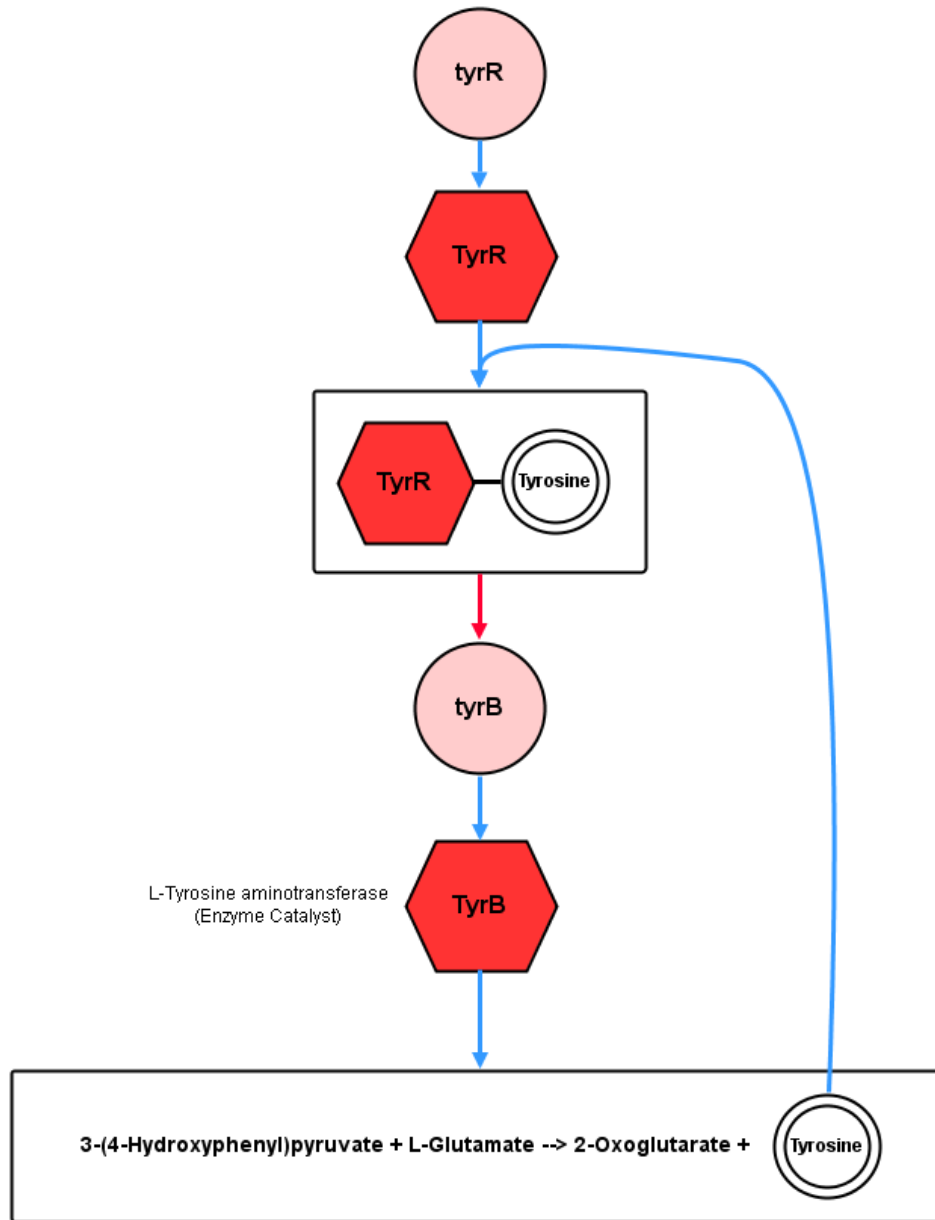 tyrR
TyrR
TyrR
Tyrosine
tyrB
L-Tyrosine aminotransferase
(Enzyme Catalyst)
TyrB
3-(4-Hydroxyphenyl)pyruvate + L-Glutamate --> 2-Oxoglutarate + Tyrosine